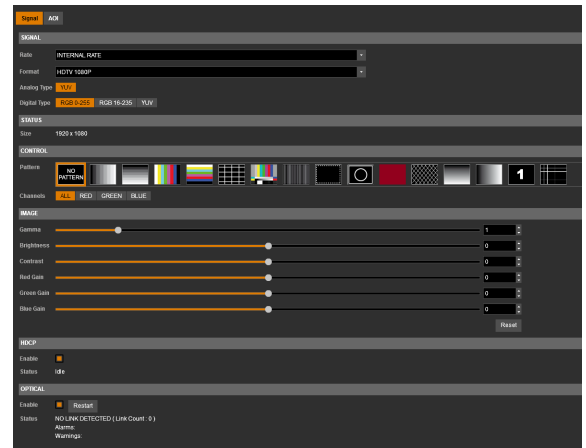 Signal AOI
SIGNAL
Rate INTERNAL RATE
Format HDTV 1080P
Analog Type YUV
Digital Type RGB 0-255 RGB 16-235 YUV
STATUS
Size 1920 x 1080
CONTROL
Pattern NO PATTERN 1
Channels ALL RED GREEN BLUE
IMAGE
Gamma 1
Brightness 0
Contrast 0
Red Gain 0
Green Gain 0
Blue Gain 0
Reset
HDCP
Enable
Status Idle
OPTICAL
Enable Restart
Status NO LINK DETECTED ( Link Count : 0 )
Alarms:
Warnings: